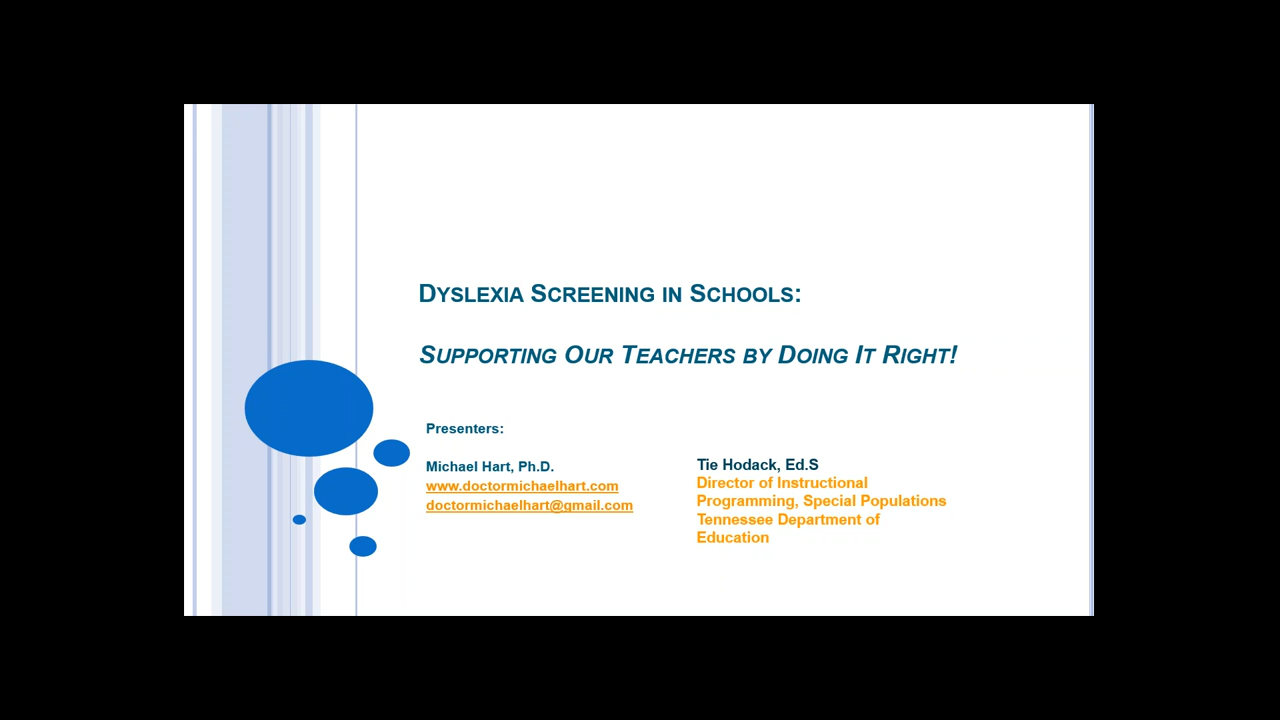 Dyslexia Screening in Schools:
Supporting Our Teachers by Doing It Right!
Presenters:
Michael Hart, Ph.D.
www.doctormichaelhart.com
doctormichaelhart@gmail.com
Tie Hodack, Ed.S
Director of Instructional
Programming, Special Populations
Tennessee Department of
Education